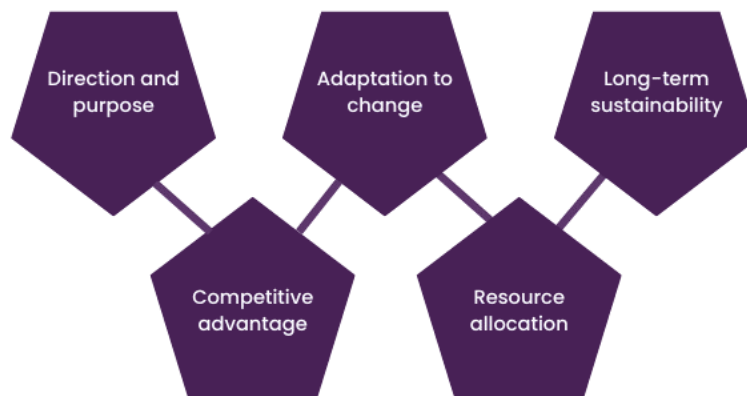 Direction and
purpose
Competitive
advantage
Adaptation to
change
Resource
allocation
Long-term
sustainability